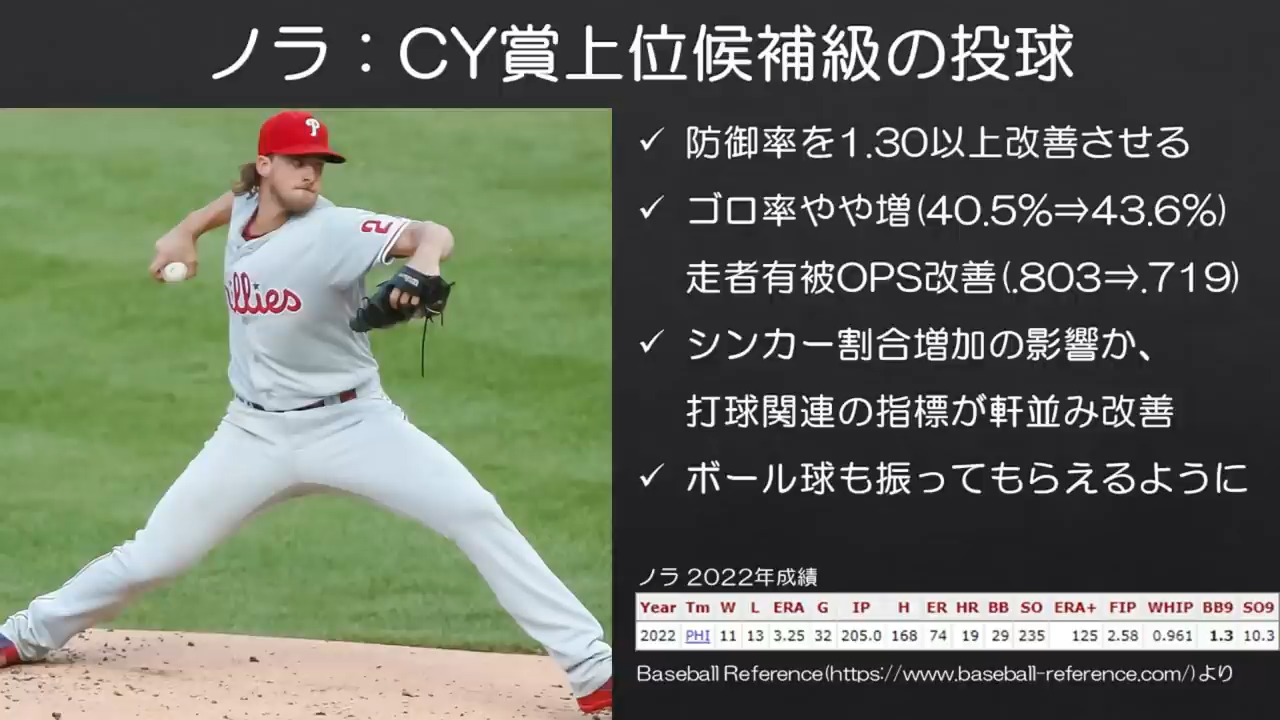 ノラ：CY賞上位候補級の投球
✓ 防御率を1.30以上改善させる
✓ ゴロ率やや増(40.5%⇒43.6%)
走者有被OPS改善(.803⇒.719)
✓ シンカー割合増加の影響か、
打球関連の指標が軒並み改善
✓ ボール球も振ってもらえるように
P
2
illies
ノラ 2022年成績
Year Tm W L ERA G IP H ER HR BB SO ERA+ FIP WHIP BB9 SO9
2022 PHI 11 13 3.25 32 205.0 168 74 19 29 235 125 2.58 0.961 1.3 10.3
Baseball Reference(https://www.baseball-reference.com/)より